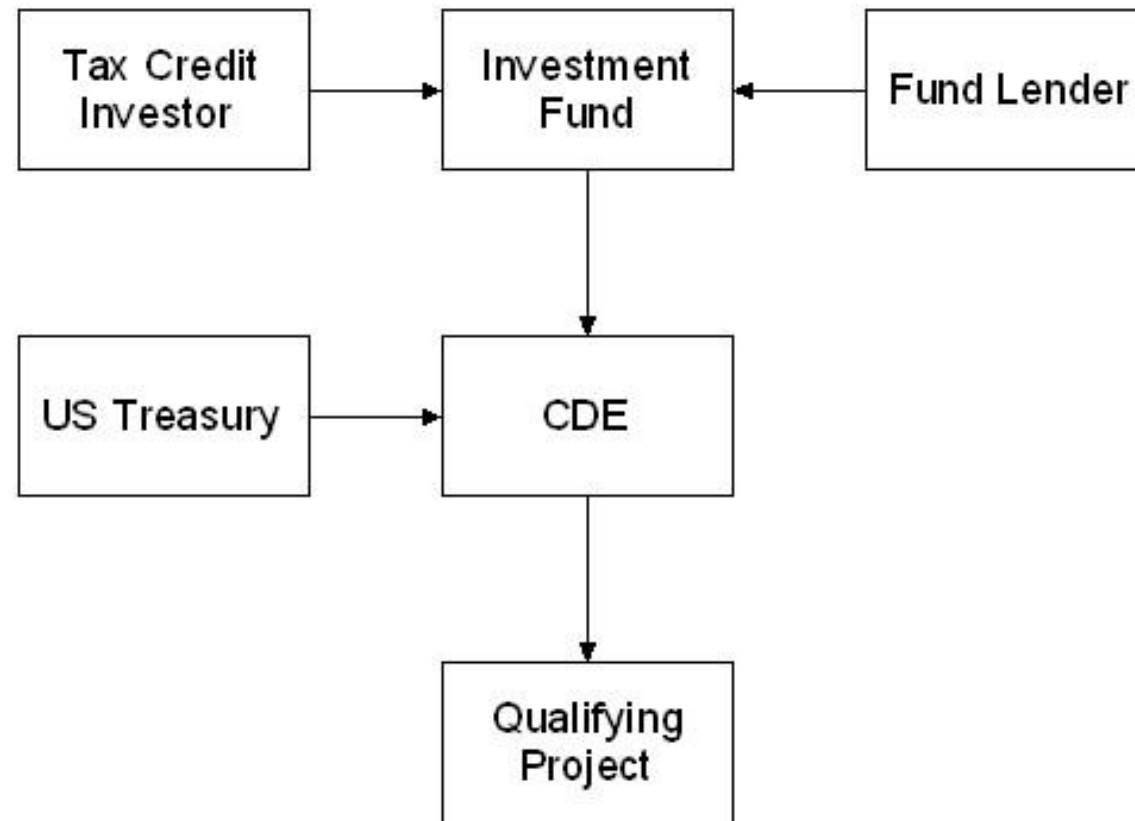 Tax Credit
Investor
Investment
Fund
Fund Lender
US Treasury
CDE
Qualifying
Project